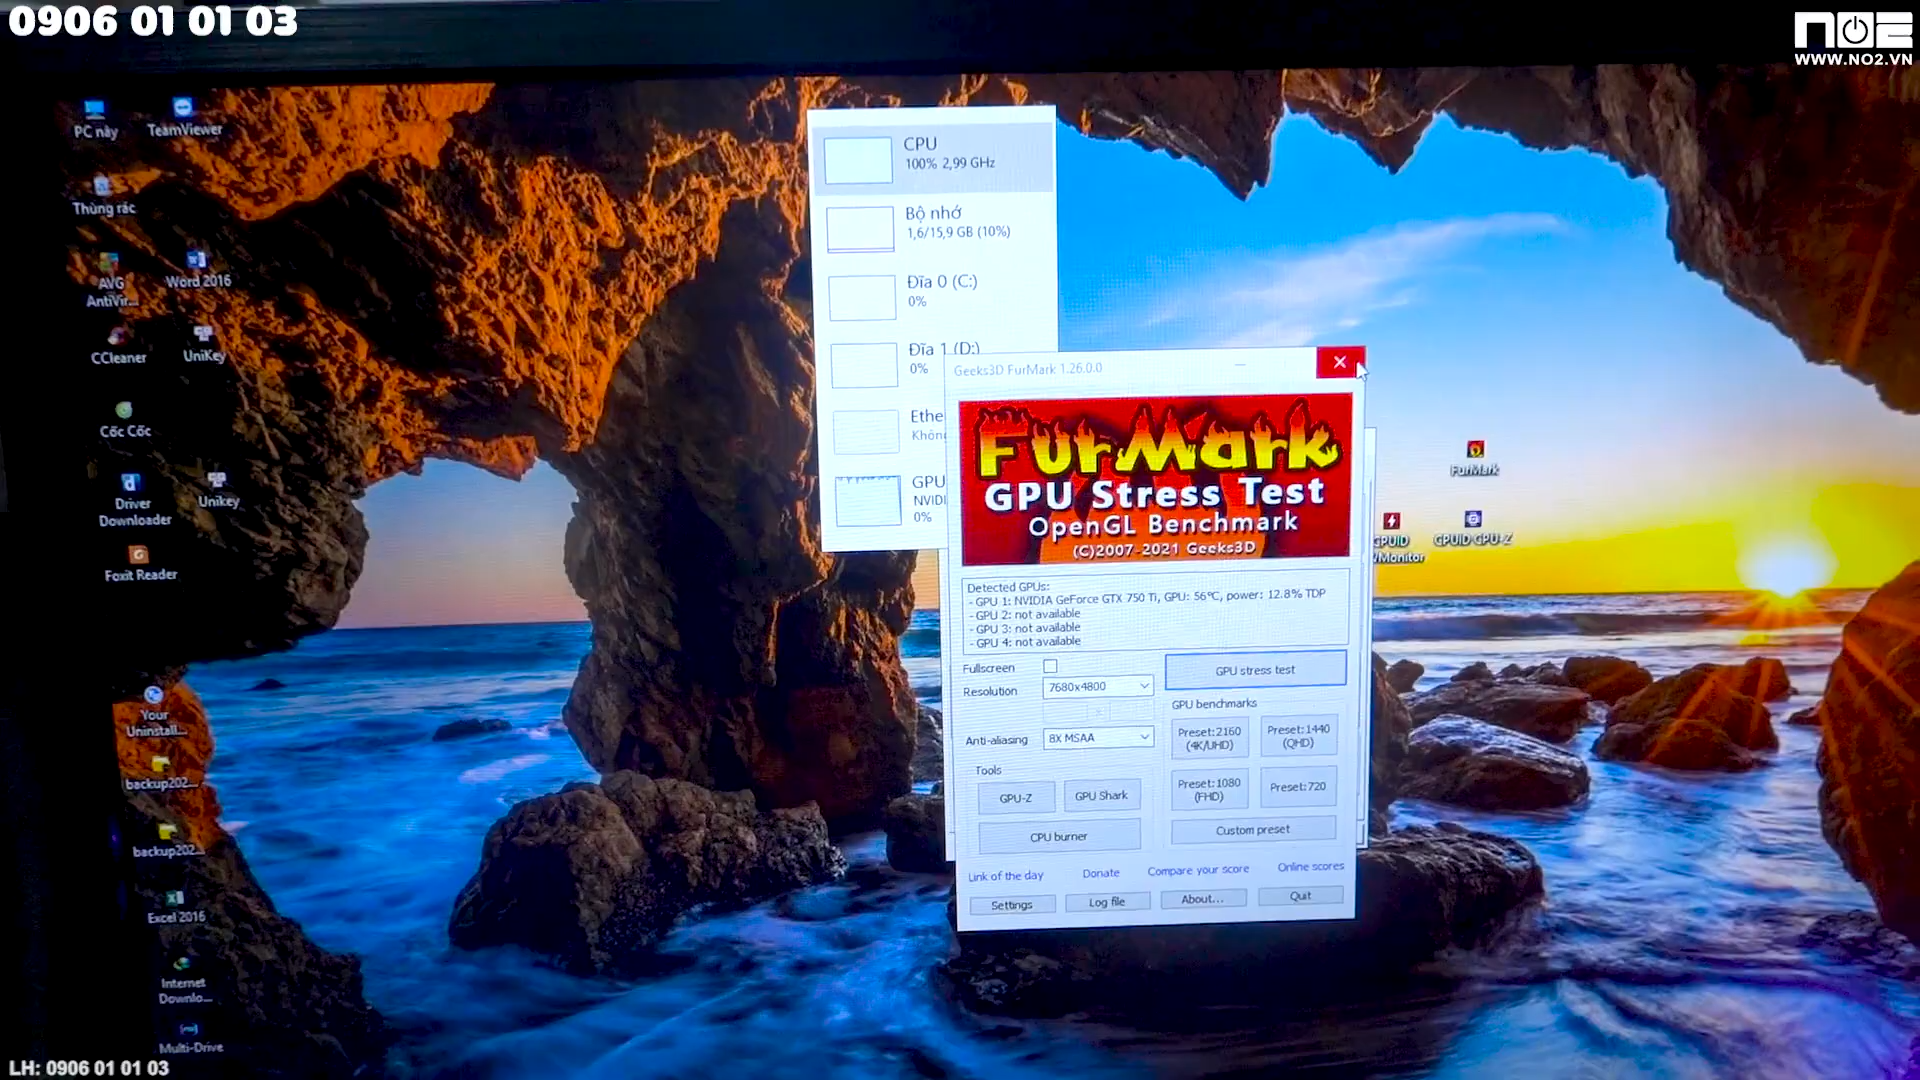 0906 01 01 03
NO2
WWW.NO2.VN
PC này
TeamViewer
Thùng rác
AVG
AntiVir...
Word 2016
CCleaner
UniKey
Cốc Cốc
Driver
Downloader
Unikey
Foxit Reader
Your
Uninstall...
backup202...
backup202...
Excel 2016
Internet
Downlo...
Multi-Drive
CPU
100% 2,99 GHz
Bộ nhớ
1,6/15,9 GB (10%)
Đĩa 0 (C:)
0%
Đĩa 1 (D:)
0%
Ethe
Không
GPU
NVIDI
0%
Geeks3D FurMark 1.26.0.0
FurMark
GPU Stress Test
OpenGL Benchmark
(C)2007-2021 Geeks3D
Detected GPUs:
- GPU 1: NVIDIA GeForce GTX 750 Ti, GPU: 56°C, power: 12.8% TDP
- GPU 2: not available
- GPU 3: not available
- GPU 4: not available
Fullscreen
Resolution
7680x4800
Anti-aliasing
8X MSAA
GPU stress test
GPU benchmarks
Preset:2160
(4K/UHD)
Preset:1440
(QHD)
Preset:1080
(FHD)
Preset:720
Custom preset
Tools
GPU-Z
GPU Shark
CPU burner
Link of the day
Donate
Compare your score
Online scores
Settings
Log file
About...
Quit
FurMark
CPUID
WMonitor
CPUID CPU-Z
LH: 0906 01 01 03